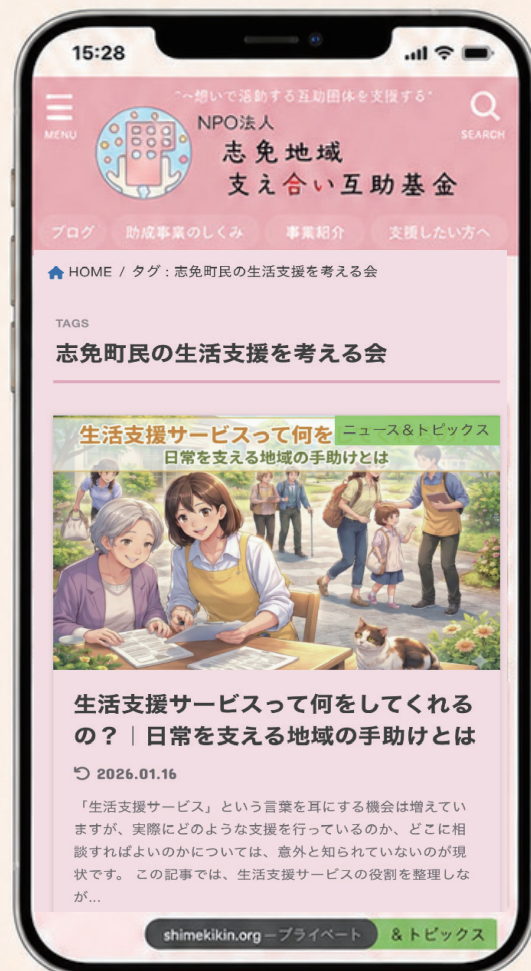 15:28
~想いで活動する互助団体を支援する~
MENU
NPO法人
志免地域
支え合い互助基金
SEARCH
ブログ 助成事業のしくみ 事業紹介 支援したい方へ
HOME / タグ : 志免町民の生活支援を考える会
TAGS
志免町民の生活支援を考える会
ニュース&トピックス
生活支援サービスって何を
日常を支える地域の手助けとは
生活支援サービスって何をしてくれる
の？｜日常を支える地域の手助けとは
2026.01.16
「生活支援サービス」という言葉を耳にする機会は増えてい
ますが、実際にどのような支援を行っているのか、どこに相
談すればよいのかについては、意外と知られていないのが現
状です。 この記事では、生活支援サービスの役割を整理しな
が...
shimekikin.org — プライベート
&トピックス